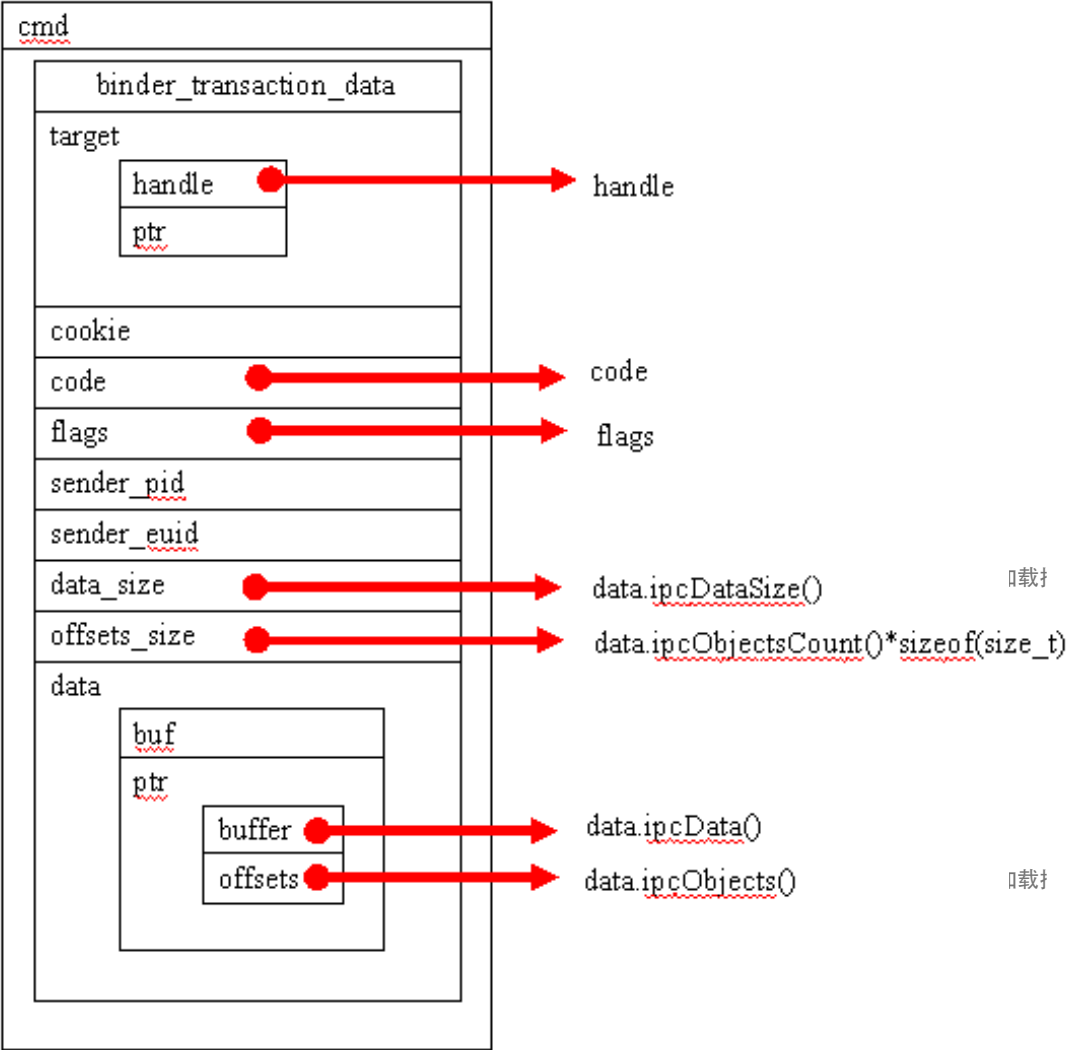 cmd
binder_transaction_data
target
handle
handle
ptr
cookie
code
code
flags
flags
sender_pid
sender_euid
data_size
data.ipcDataSize()
offsets_size
data.ipcObjectsCount()*sizeof(size_t)
data
buf
ptr
buffer
data.ipcData()
offsets
data.ipcObjects()